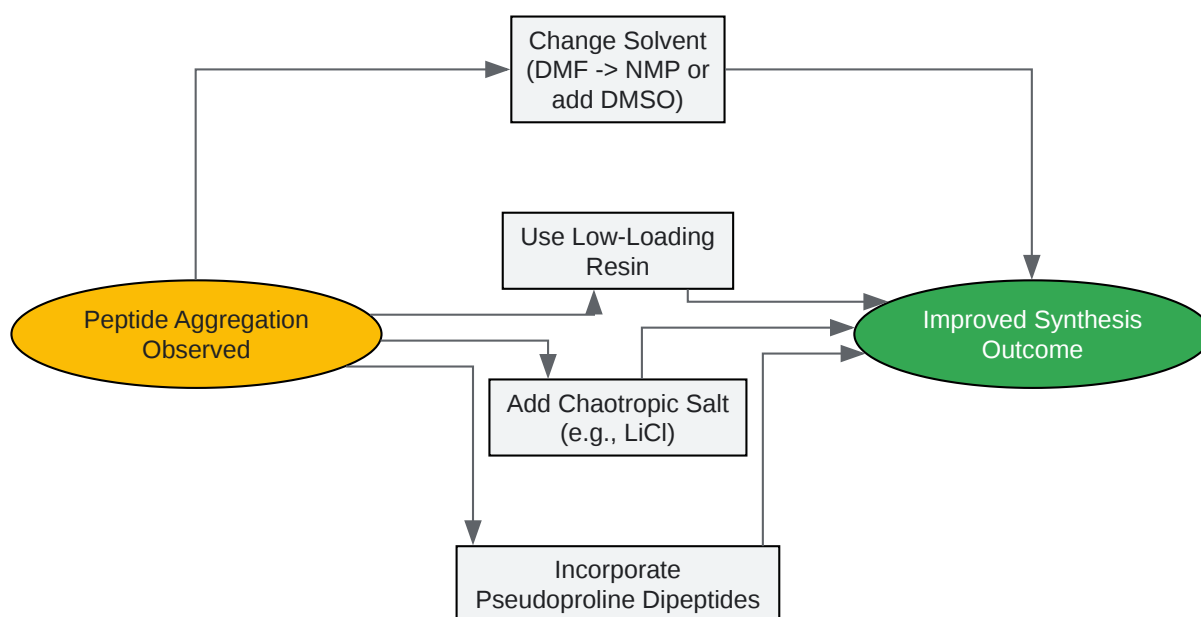 Change Solvent
(DMF -> NMP or
add DMSO)
Use Low-Loading
Resin
Peptide Aggregation
Observed
Improved Synthesis
Outcome
Add Chaotropic Salt
(e.g., LiCl)
Incorporate
Pseudoproline Dipeptides